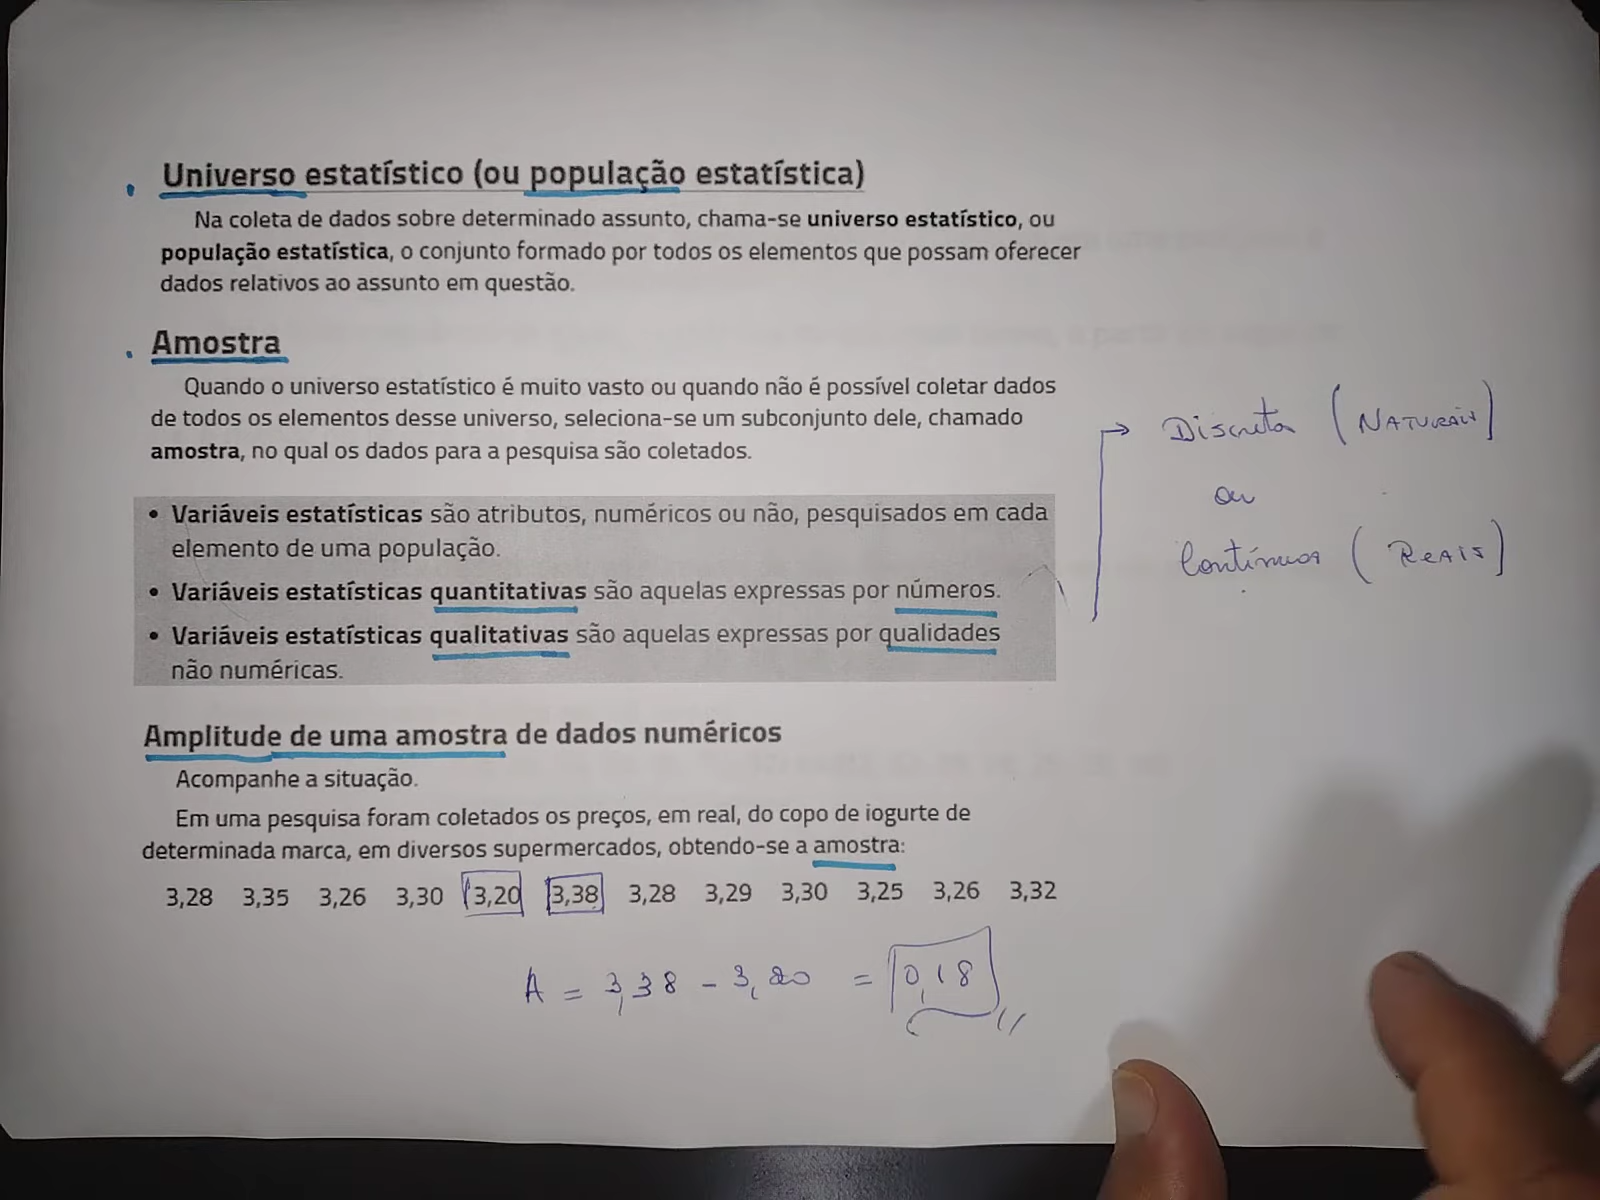 Universo estatístico (ou população estatística)
Na coleta de dados sobre determinado assunto, chama-se universo estatístico, ou
população estatística, o conjunto formado por todos os elementos que possam oferecer
dados relativos ao assunto em questão.
Amostra
Quando o universo estatístico é muito vasto ou quando não é possível coletar dados
de todos os elementos desse universo, seleciona-se um subconjunto dele, chamado
amostra, no qual os dados para a pesquisa são coletados.
Discreta (NATURAIS)
ou
Contínuas (REAIS)
• Variáveis estatísticas são atributos, numéricos ou não, pesquisados em cada
elemento de uma população.
• Variáveis estatísticas quantitativas são aquelas expressas por números.
• Variáveis estatísticas qualitativas são aquelas expressas por qualidades
não numéricas.
Amplitude de uma amostra de dados numéricos
Acompanhe a situação.
Em uma pesquisa foram coletados os preços, em real, do copo de iogurte de
determinada marca, em diversos supermercados, obtendo-se a amostra:
3,28 3,35 3,26 3,30 3,20 3,38 3,28 3,29 3,30 3,25 3,26 3,32
A = 3,38 - 3,20 = 0,18